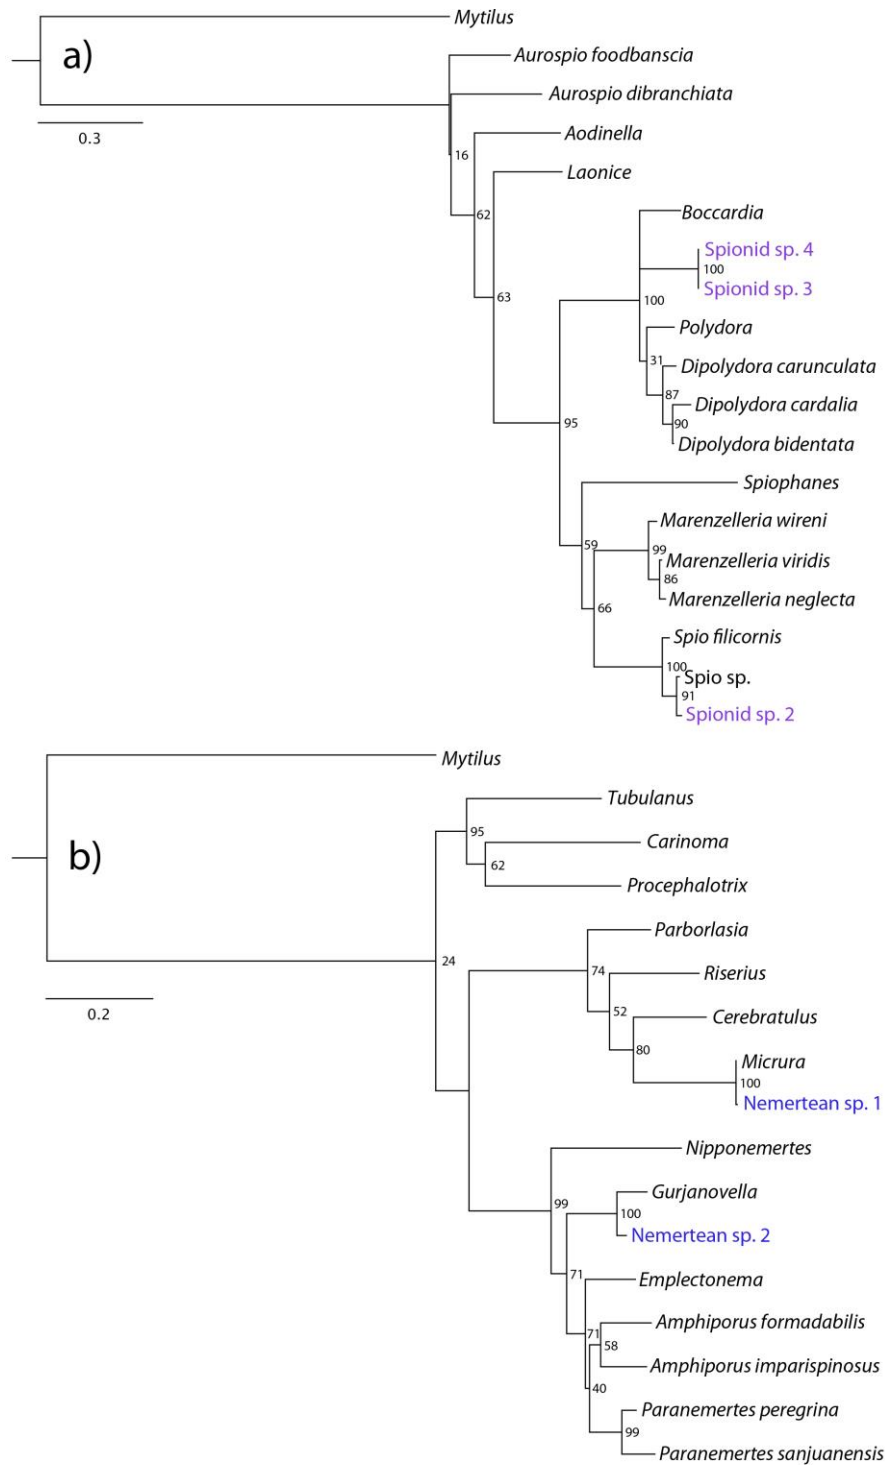 Mytilus
a)
Aurospio foodbanscia
Aurospio dibranchiata
0.3
Aodinella
16
Laonice
Boccardia
62
Spionid sp. 4
100
Spionid sp. 3
63
100
Polydora
31
Dipolydora carunculata
87
Dipolydora cardalia
95
90
Dipolydora bidentata
Spiophanes
Marenzelleria wireni
59
99
Marenzelleria viridis
86
Marenzelleria neglecta
66
Spio filicornis
100
Spio sp.
91
Spionid sp. 2
Mytilus
Tubulanus
95
Carinoma
b)
62
Procephalotrix
Parborlasia
24
74
Riserius
0.2
52
Cerebratulus
80
Micrura
100
Nemertean sp. 1
Nipponemertes
Gurjanovella
99
100
Nemertean sp. 2
71
Emplectonema
Amphiporus formadabilis
71
58
Amphiporus imparispinosus
40
Paranemertes peregrina
99
Paranemertes sanjuanensis